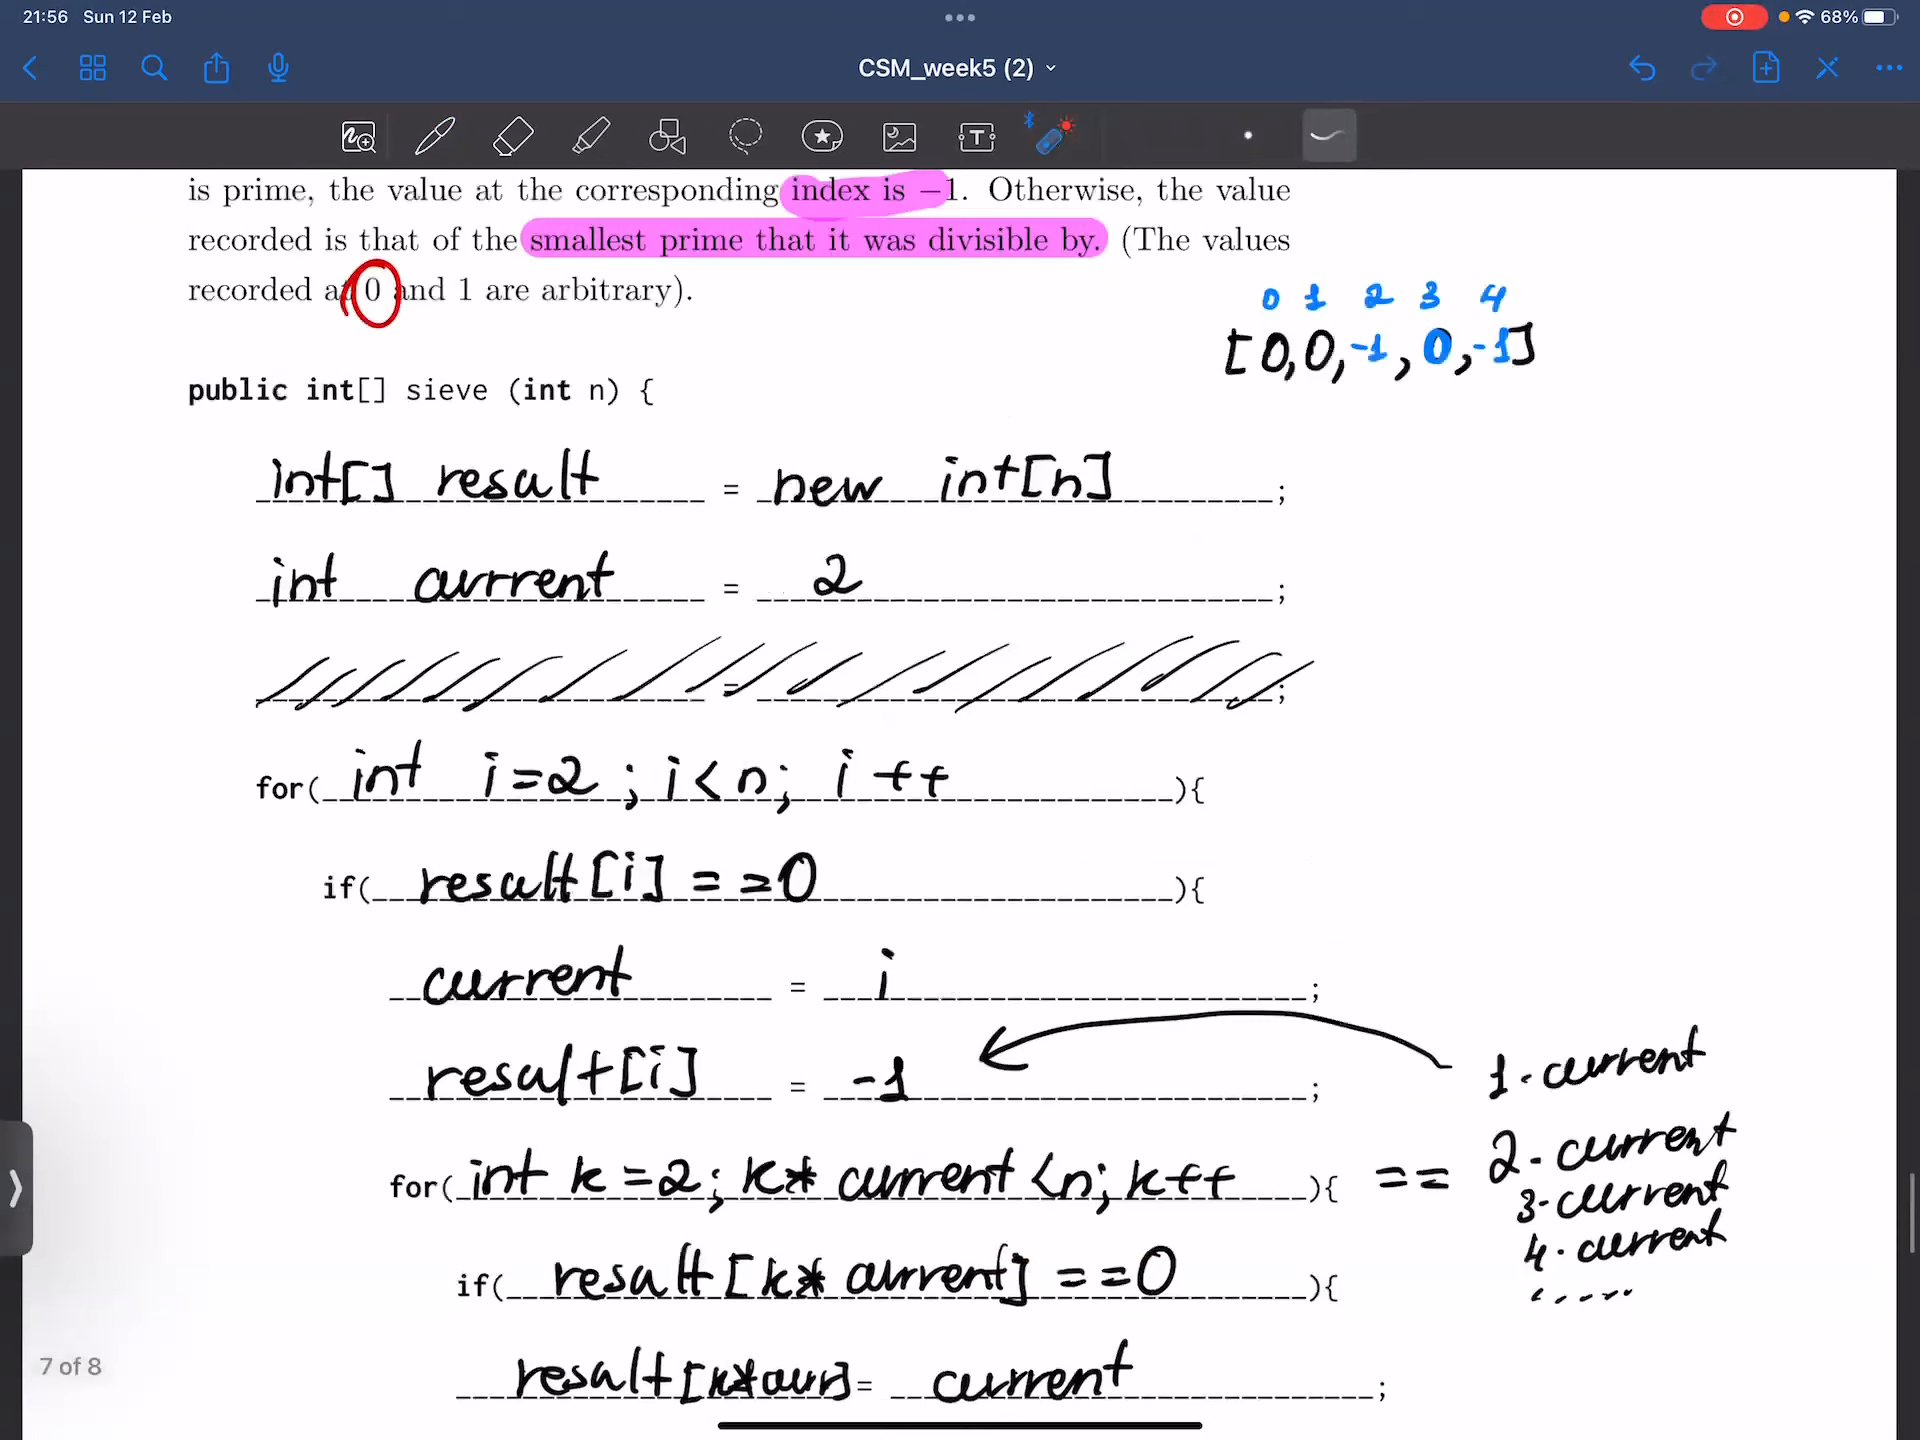 21:56 Sun 12 Feb
68%
CSM_week5 (2)
is prime, the value at the corresponding index is −1. Otherwise, the value
recorded is that of the smallest prime that it was divisible by. (The values
recorded at 0 and 1 are arbitrary).
0 1 2 3 4
[0,0,-1,0,-1]
public int[] sieve (int n) {
int[] result = new int[n] ;
int current = 2 ;
= ;
for( int i=2 ; i<n; i++ ){
if( result[i] ==0 ){
current = i ;
result[i] = -1 ;
1·current
for( int k=2; k* current <n; k++ ){ == 2·current
3·current
4·current
.....
if( result[k* current] ==0 ){
result[k*curr] = current ;
7 of 8